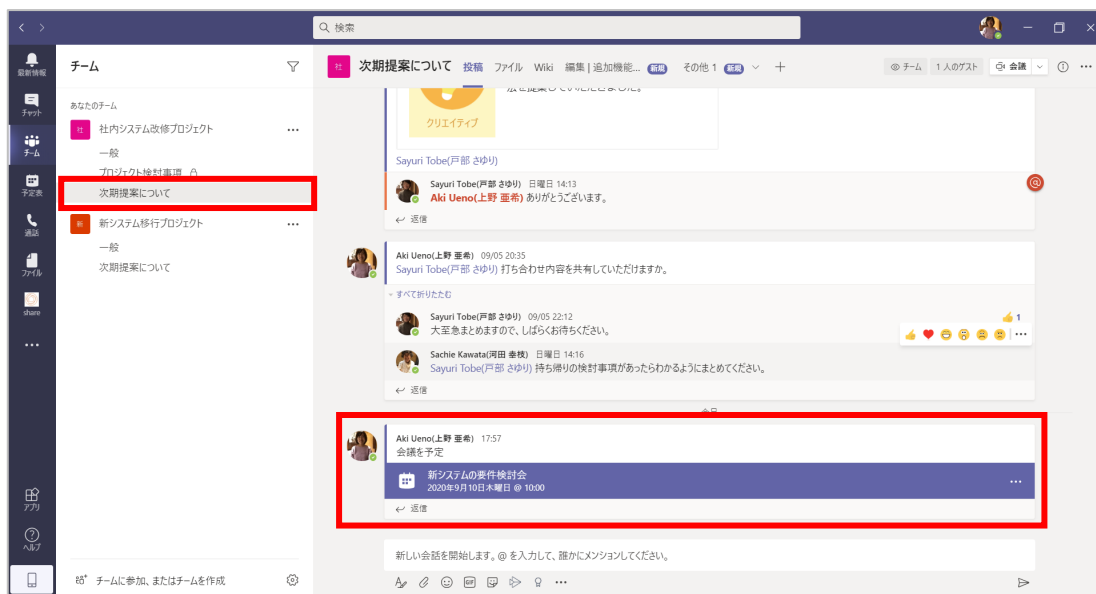 検索
最新情報
チャット
チーム
予定表
通話
ファイル
share
アプリ
ヘルプ
チーム
あなたのチーム
社 社内システム改修プロジェクト
一般
プロジェクト検討事項
次期提案について
新 新システム移行プロジェクト
一般
次期提案について
チームに参加、またはチームを作成
社 次期提案について 投稿 ファイル Wiki 編集 | 追加機能... 新規 その他 1 新規 チーム 1 人のゲスト 会議
クリエイティブ
Sayuri Tobe(戸部 さゆり)
Sayuri Tobe(戸部 さゆり) 日曜日 14:13
Aki Ueno(上野 亜希) ありがとうございます。
返信
Aki Ueno(上野 亜希) 09/05 20:35
Sayuri Tobe(戸部 さゆり) 打ち合わせ内容を共有していただけますか。
すべて折りたたむ
Sayuri Tobe(戸部 さゆり) 09/05 22:12
1
大至急まとめますので、しばらくお待ちください。
Sachie Kawata(河田 幸枝) 日曜日 14:16
Sayuri Tobe(戸部 さゆり) 持ち帰りの検討事項があったらわかるようにまとめてください。
返信
Aki Ueno(上野 亜希) 17:57
会議を予定
新システムの要件検討会
2020年9月10日木曜日 @ 10:00
返信
新しい会話を開始します。@ を入力して、誰かにメンションしてください。
GIF